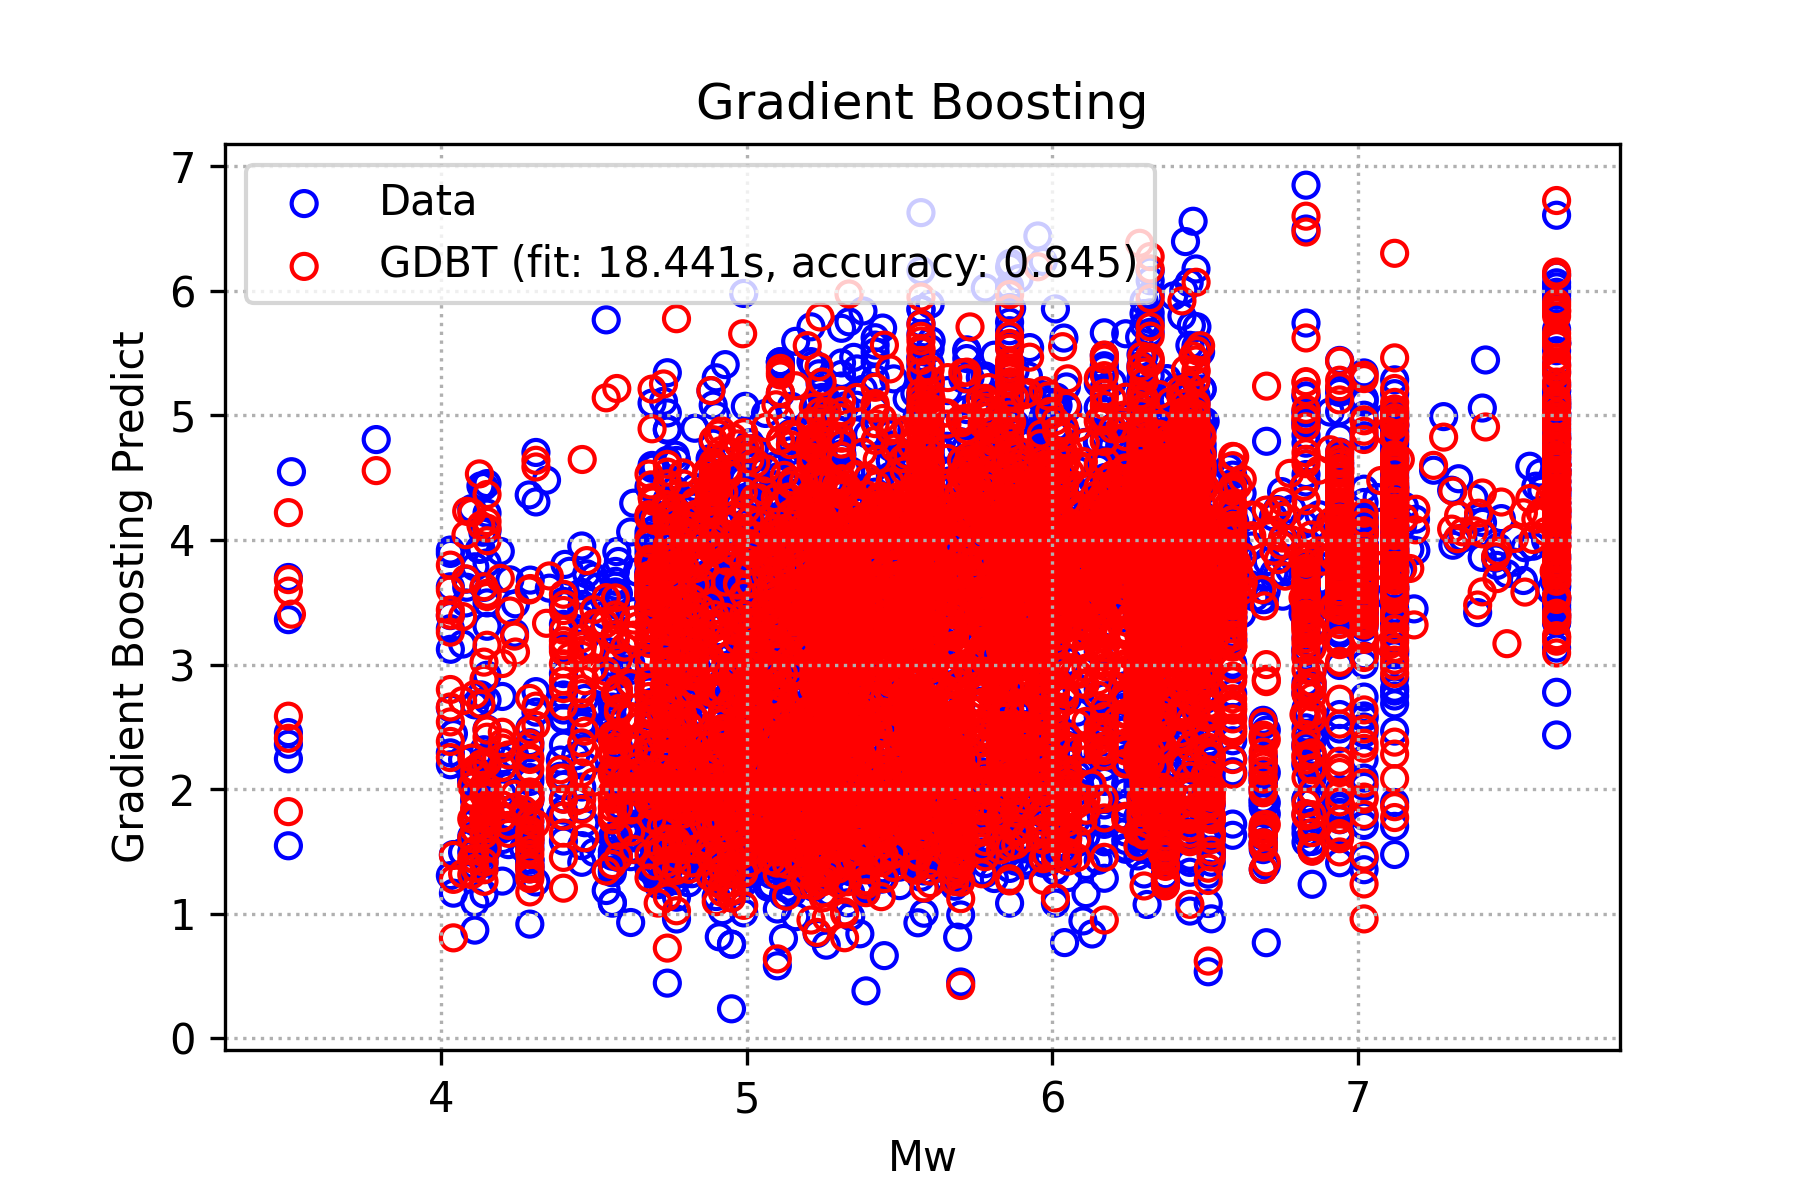 Gradient Boosting
Data
GDBT (fit: 18.441s, accuracy: 0.845)
Gradient Boosting Predict
7
6
5
4
3
2
1
0
4 5 6 7
Mw